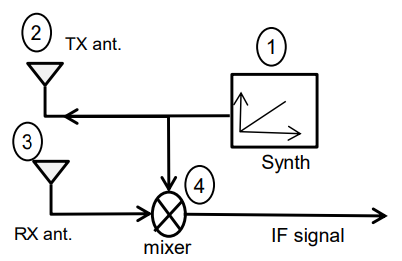 2
TX ant.
1
3
Synth
4
RX ant.
mixer
IF signal